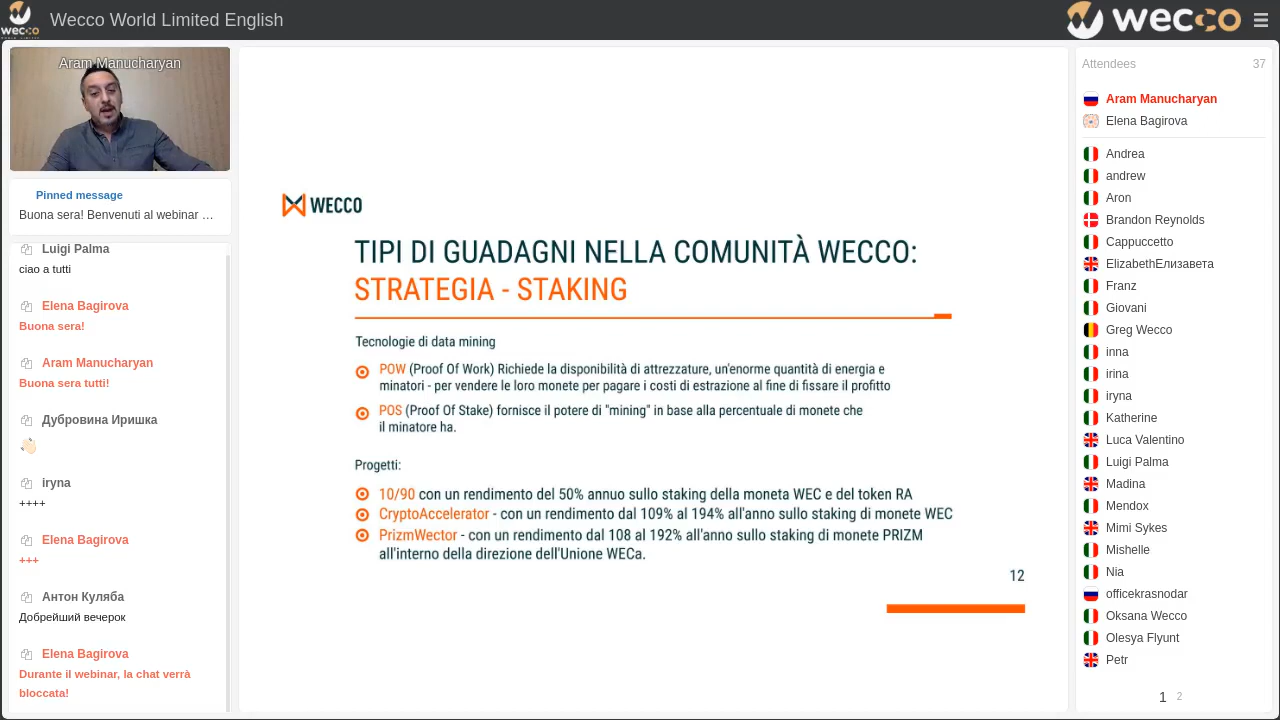 wecco
WORLD LIMITED
Wecco World Limited English
wecco
Aram Manucharyan
Pinned message
Buona sera! Benvenuti al webinar …
Luigi Palma
ciao a tutti
Elena Bagirova
Buona sera!
Aram Manucharyan
Buona sera tutti!
Дубровина Иришка
iryna
++++
Elena Bagirova
+++
Антон Куляба
Добрейший вечерок
Elena Bagirova
Durante il webinar, la chat verrà
bloccata!
WECCO
TIPI DI GUADAGNI NELLA COMUNITÀ WECCO:
STRATEGIA - STAKING
Tecnologie di data mining
POW (Proof Of Work) Richiede la disponibilità di attrezzature, un'enorme quantità di energia e
minatori - per vendere le loro monete per pagare i costi di estrazione al fine di fissare il profitto
POS (Proof Of Stake) fornisce il potere di "mining" in base alla percentuale di monete che
il minatore ha.
Progetti:
10/90 con un rendimento del 50% annuo sullo staking della moneta WEC e del token RA
CryptoAccelerator - con un rendimento dal 109% al 194% all'anno sullo staking di monete WEC
PrizmWector - con un rendimento dal 108 al 192% all'anno sullo staking di monete PRIZM
all'interno della direzione dell'Unione WECa.
12
Attendees 37
Aram Manucharyan
Elena Bagirova
Andrea
andrew
Aron
Brandon Reynolds
Cappuccetto
ElizabethЕлизавета
Franz
Giovani
Greg Wecco
inna
irina
iryna
Katherine
Luca Valentino
Luigi Palma
Madina
Mendox
Mimi Sykes
Mishelle
Nia
officekrasnodar
Oksana Wecco
Olesya Flyunt
Petr
1 2